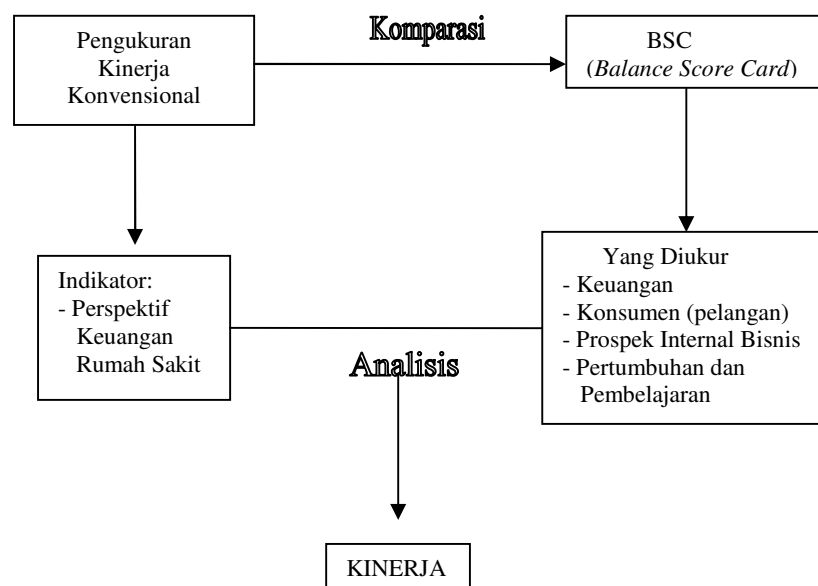 Pengukuran
Kinerja
Konvensional
Komparasi
BSC
(Balance Score Card)
Indikator:
- Perspektif
Keuangan
Rumah Sakit
Yang Diukur
- Keuangan
- Konsumen (pelangan)
- Prospek Internal Bisnis
- Pertumbuhan dan
Pembelajaran
Analisis
KINERJA